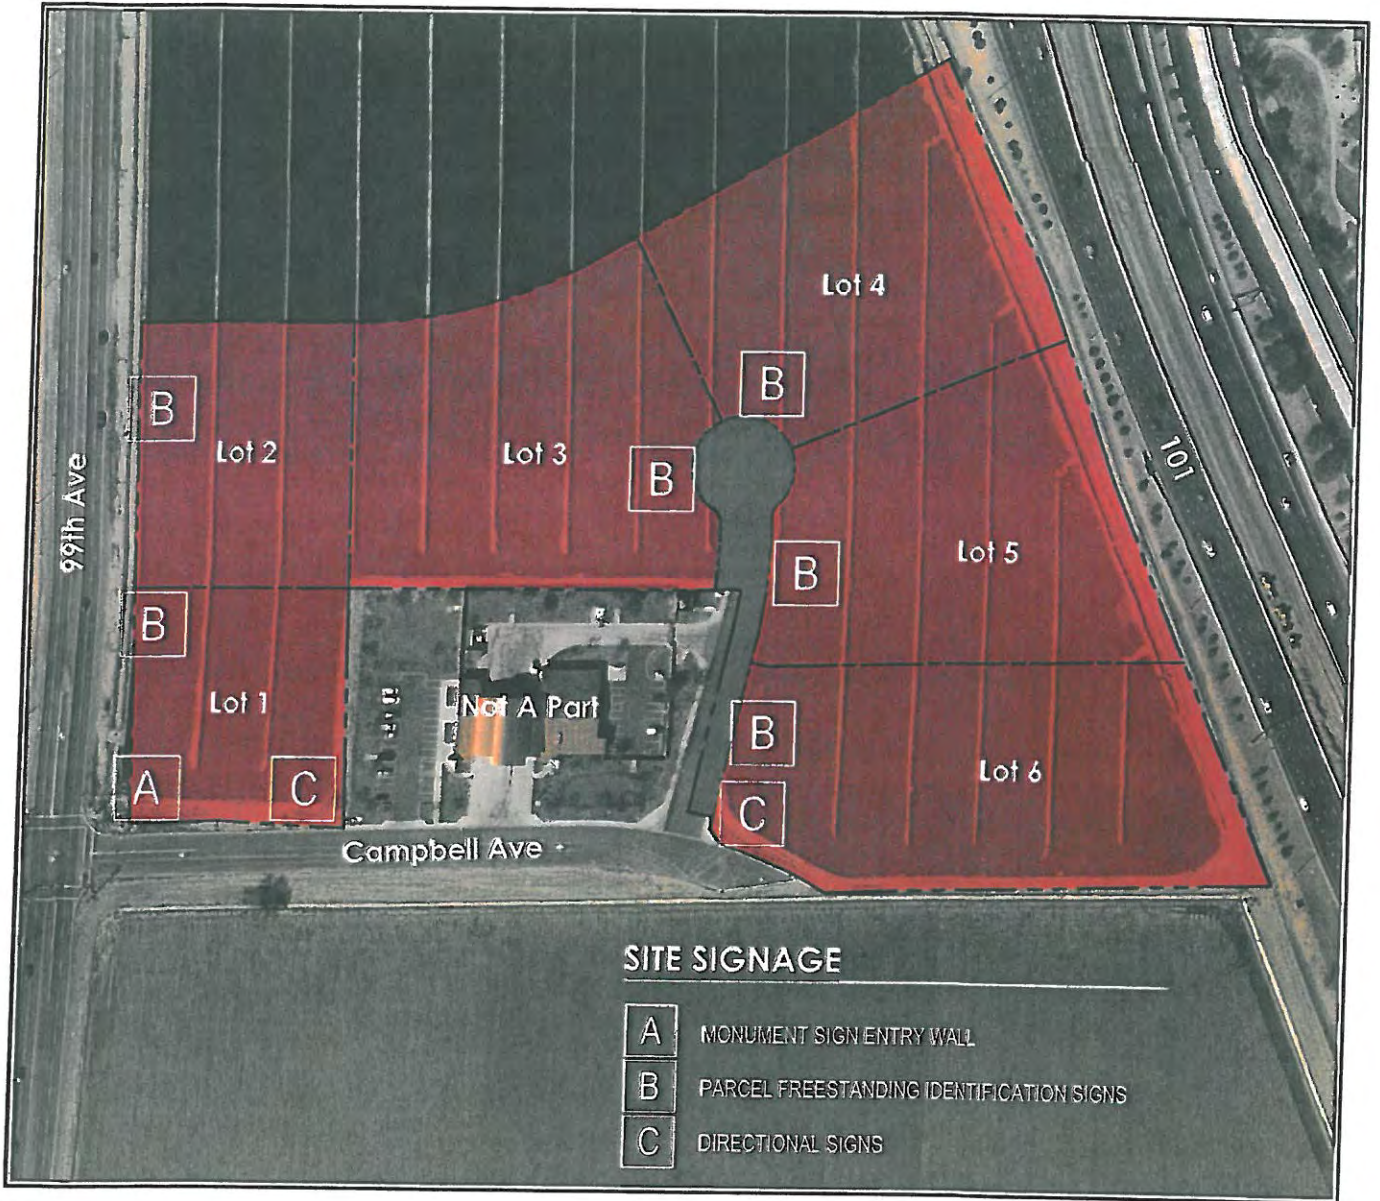 Lot 4
B
B
Lot 2
Lot 3
B
101
99th Ave
Lot 5
B
B
Lot 1
Not A Part
B
Lot 6
A
C
C
Campbell Ave
SITE SIGNAGE
A MONUMENT SIGN ENTRY WALL
B PARCEL FREESTANDING IDENTIFICATION SIGNS
C DIRECTIONAL SIGNS